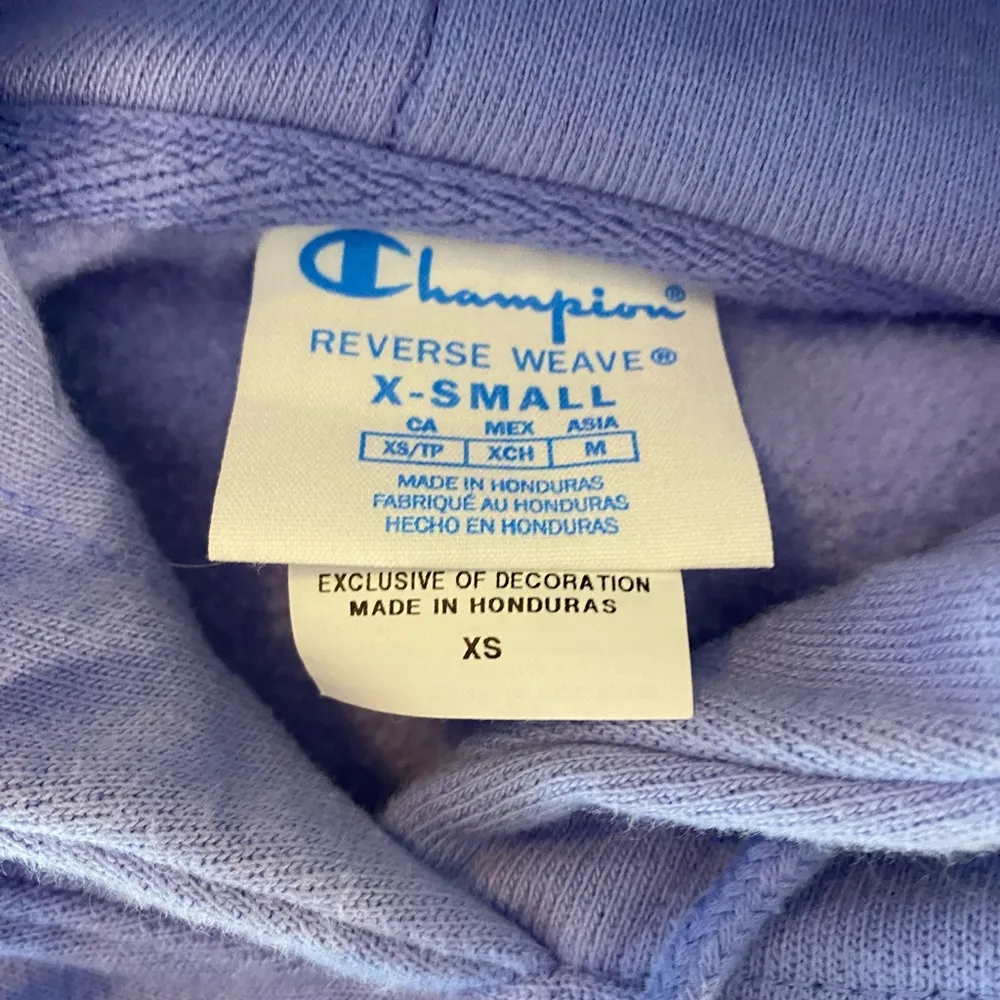 Champion®
REVERSE WEAVE®
X-SMALL
CA MEX ASIA
XS/TP XCH M
MADE IN HONDURAS
FABRIQUÉ AU HONDURAS
HECHO EN HONDURAS
EXCLUSIVE OF DECORATION
MADE IN HONDURAS
XS